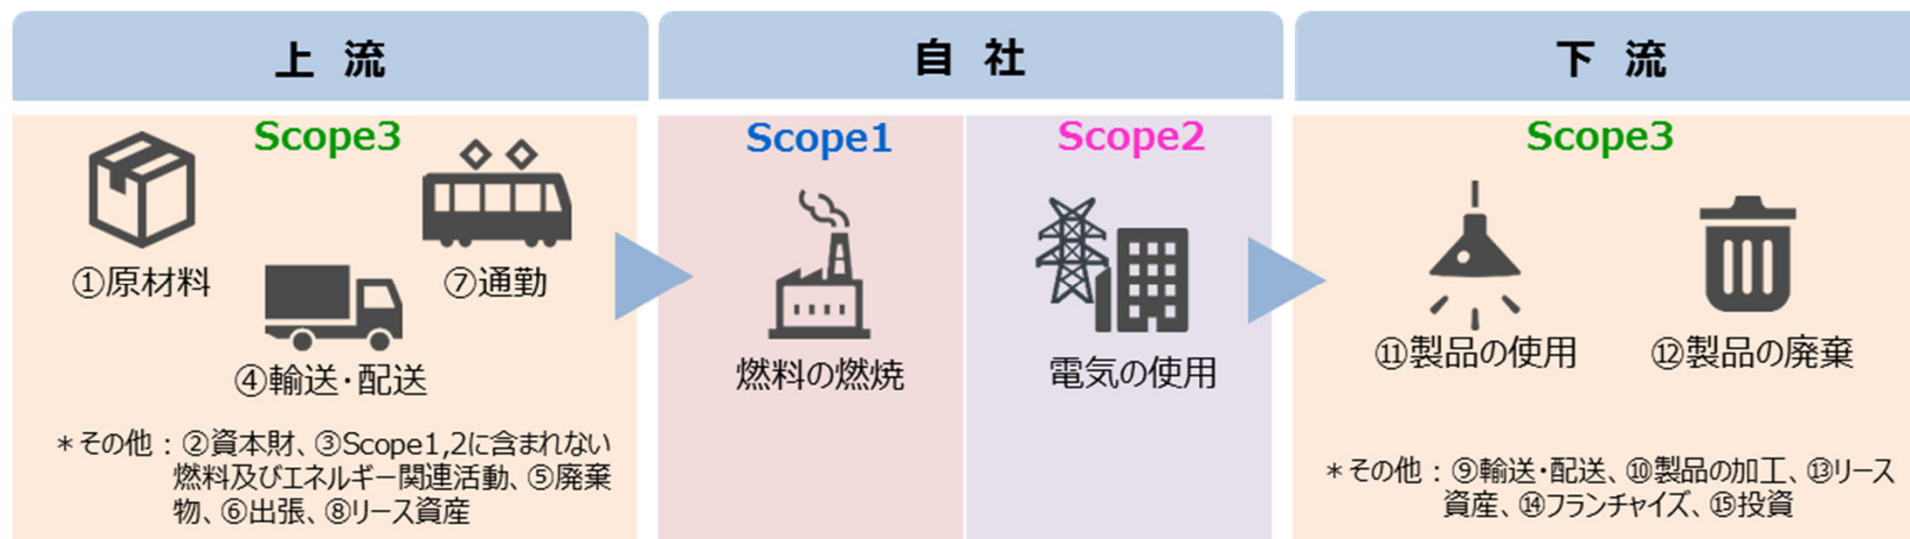 上 流
自 社
下 流
Scope3
①原材料
⑦通勤
④輸送・配送
＊その他：②資本財、③Scope1,2に含まれない
燃料及びエネルギー関連活動、⑤廃棄
物、⑥出張、⑧リース資産
Scope1
燃料の燃焼
Scope2
電気の使用
Scope3
⑪製品の使用
⑫製品の廃棄
＊その他：⑨輸送・配送、⑩製品の加工、⑬リース
資産、⑭フランチャイズ、⑮投資